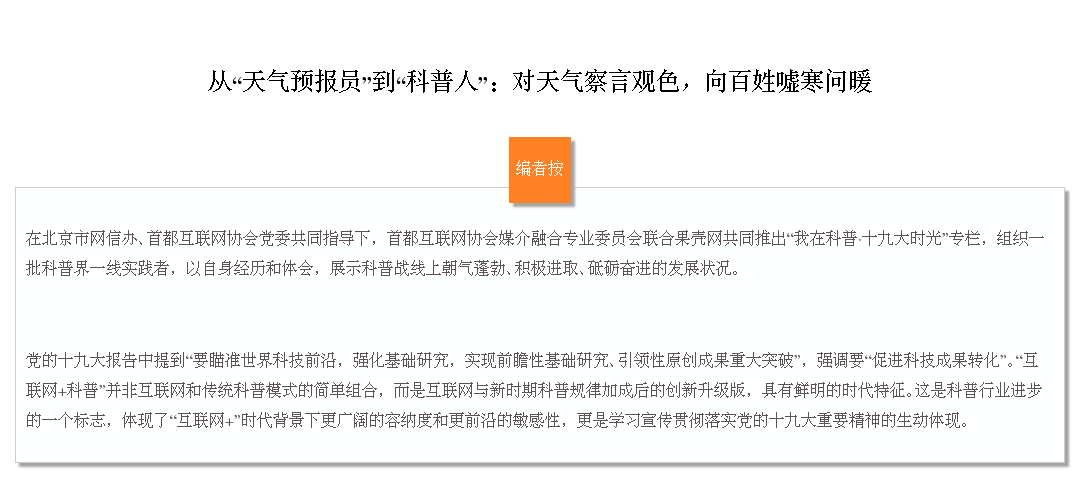 从“天气预报员”到“科普人”：对天气察言观色，向百姓嘘寒问暖
编者按
在北京市网信办、首都互联网协会党委共同指导下，首都互联网协会媒介融合专业委员会联合果壳网共同推出“我在科普·十九大时光”专栏，组织一
批科普界一线实践者，以自身经历和体会，展示科普战线上朝气蓬勃、积极进取、砥砺奋进的发展状况。
党的十九大报告中提到“要瞄准世界科技前沿，强化基础研究，实现前瞻性基础研究、引领性原创成果重大突破”，强调要“促进科技成果转化”。“互
联网+科普”并非互联网和传统科普模式的简单组合，而是互联网与新时期科普规律加成后的创新升级版，具有鲜明的时代特征。这是科普行业进步
的一个标志，体现了“互联网+”时代背景下更广阔的容纳度和更前沿的敏感性，更是学习宣传贯彻落实党的十九大重要精神的生动体现。